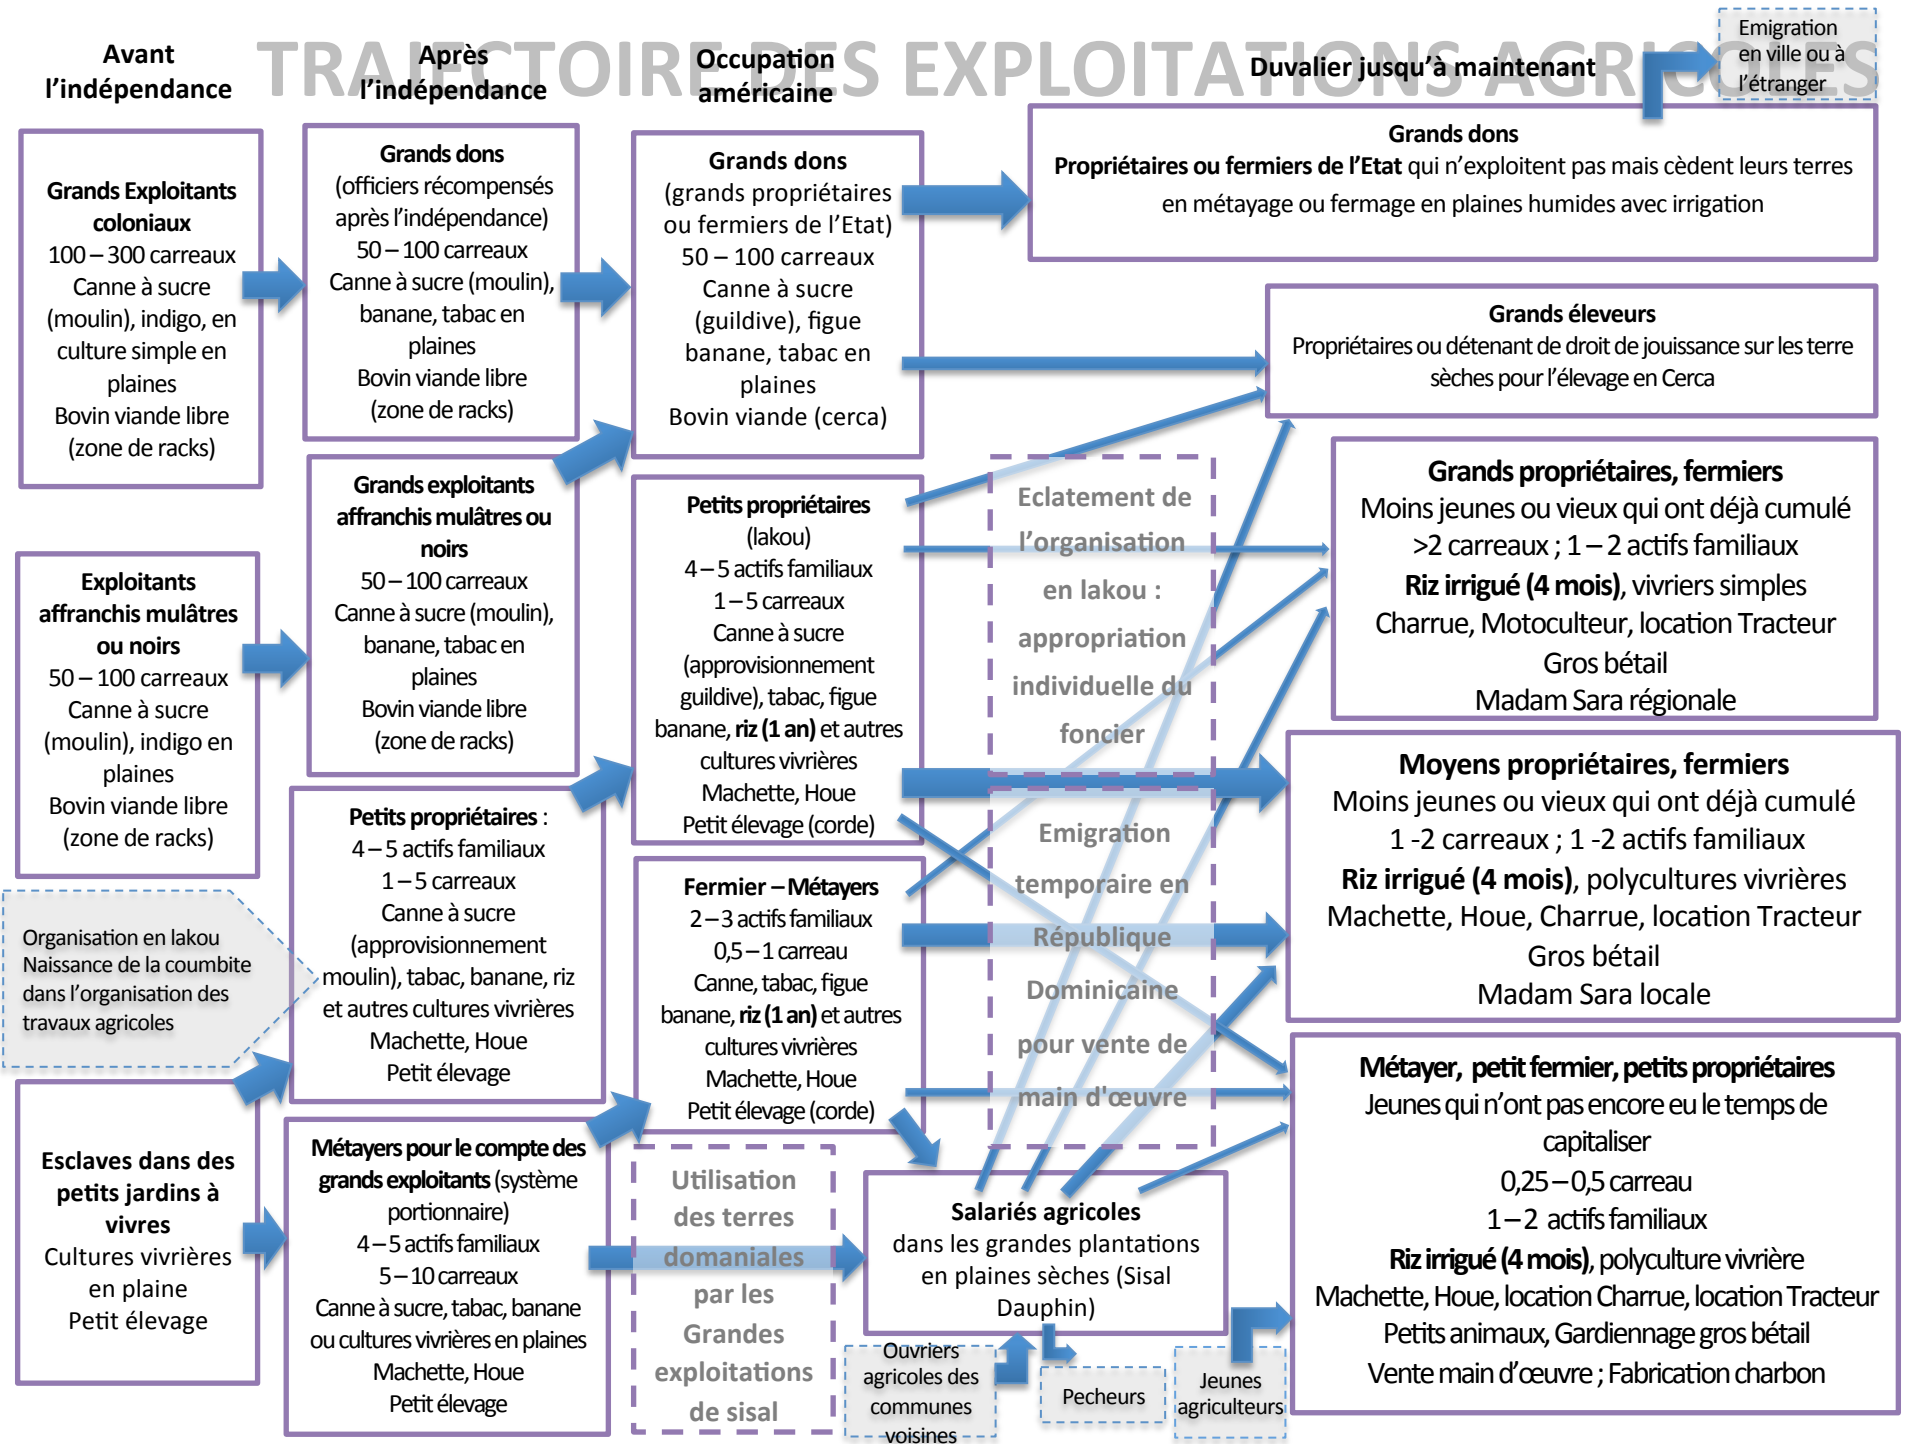 TRAJECTOIRE DES EXPLOITATIONS AGRICOLES
Avant
l'indépendance
Après
l'indépendance
Occupation
américaine
Duvalier jusqu'à maintenant
Emigration
en ville ou à
l'étranger
Grands Exploitants
coloniaux
100 – 300 carreaux
Canne à sucre
(moulin), indigo, en
culture simple en
plaines
Bovin viande libre
(zone de racks)
Exploitants
affranchis mulâtres
ou noirs
50 – 100 carreaux
Canne à sucre
(moulin), indigo en
plaines
Bovin viande libre
(zone de racks)
Organisation en lakou
Naissance de la coumbite
dans l'organisation des
travaux agricoles
Esclaves dans des
petits jardins à
vivres
Cultures vivrières
en plaine
Petit élevage
Grands dons
(officiers récompensés
après l'indépendance)
50 – 100 carreaux
Canne à sucre (moulin),
banane, tabac en
plaines
Bovin viande libre
(zone de racks)
Grands exploitants
affranchis mulâtres ou
noirs
50 – 100 carreaux
Canne à sucre (moulin),
banane, tabac en
plaines
Bovin viande libre
(zone de racks)
Petits propriétaires :
4 – 5 actifs familiaux
1 – 5 carreaux
Canne à sucre
(approvisionnement
moulin), tabac, banane, riz
et autres cultures vivrières
Machette, Houe
Petit élevage
Métayers pour le compte des
grands exploitants (système
portionnaire)
4 – 5 actifs familiaux
5 – 10 carreaux
Canne à sucre, tabac, banane
ou cultures vivrières en plaines
Machette, Houe
Petit élevage
Grands dons
(grands propriétaires
ou fermiers de l'Etat)
50 – 100 carreaux
Canne à sucre
(guildive), figue
banane, tabac en
plaines
Bovin viande (cerca)
Petits propriétaires
(lakou)
4 – 5 actifs familiaux
1 – 5 carreaux
Canne à sucre
(approvisionnement
guildive), tabac, figue
banane, riz (1 an) et autres
cultures vivrières
Machette, Houe
Petit élevage (corde)
Fermier – Métayers
2 – 3 actifs familiaux
0,5 – 1 carreau
Canne, tabac, figue
banane, riz (1 an) et autres
cultures vivrières
Machette, Houe
Petit élevage (corde)
Utilisation
des terres
domaniales
par les
Grandes
exploitations
de sisal
Eclatement de
l'organisation
en lakou :
appropriation
individuelle du
foncier
Emigration
temporaire en
République
Dominicaine
pour vente de
main d'œuvre
Salariés agricoles
dans les grandes plantations
en plaines sèches (Sisal
Dauphin)
Ouvriers
agricoles des
communes
voisines
Pecheurs
Jeunes
agriculteurs
Grands dons
Propriétaires ou fermiers de l'Etat qui n'exploitent pas mais cèdent leurs terres
en métayage ou fermage en plaines humides avec irrigation
Grands éleveurs
Propriétaires ou détenant de droit de jouissance sur les terre
sèches pour l'élevage en Cerca
Grands propriétaires, fermiers
Moins jeunes ou vieux qui ont déjà cumulé
>2 carreaux ; 1 – 2 actifs familiaux
Riz irrigué (4 mois), vivriers simples
Charrue, Motoculteur, location Tracteur
Gros bétail
Madam Sara régionale
Moyens propriétaires, fermiers
Moins jeunes ou vieux qui ont déjà cumulé
1 -2 carreaux ; 1 -2 actifs familiaux
Riz irrigué (4 mois), polycultures vivrières
Machette, Houe, Charrue, location Tracteur
Gros bétail
Madam Sara locale
Métayer, petit fermier, petits propriétaires
Jeunes qui n'ont pas encore eu le temps de
capitaliser
0,25 – 0,5 carreau
1 – 2 actifs familiaux
Riz irrigué (4 mois), polyculture vivrière
Machette, Houe, location Charrue, location Tracteur
Petits animaux, Gardiennage gros bétail
Vente main d'œuvre ; Fabrication charbon